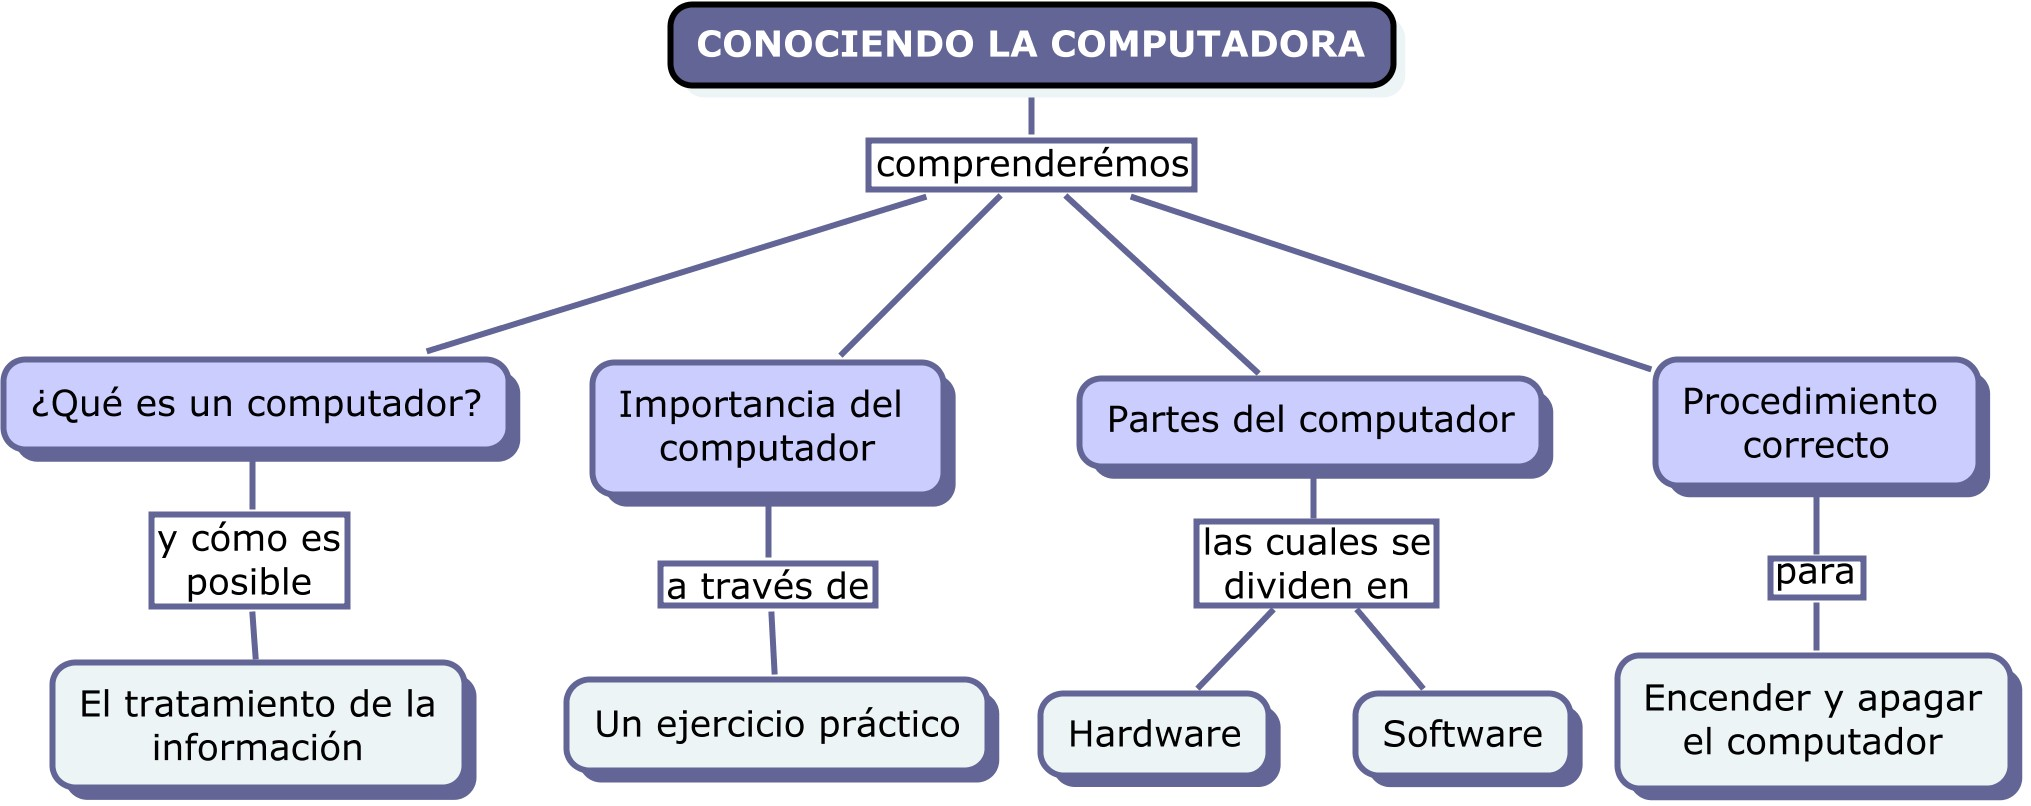 CONOCIENDO LA COMPUTADORA
comprenderémos
¿Qué es un computador?
y cómo es
posible
El tratamiento de la
información
Importancia del
computador
a través de
Un ejercicio práctico
Partes del computador
las cuales se
dividen en
Hardware
Software
Procedimiento
correcto
para
Encender y apagar
el computador